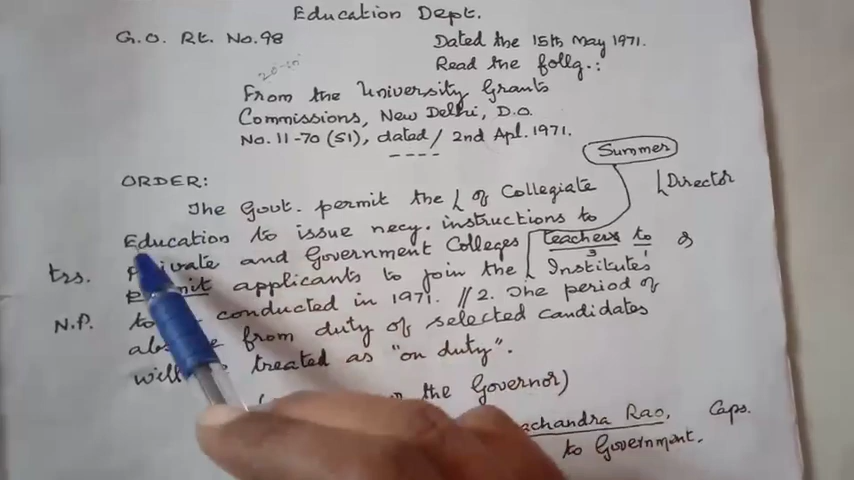 Education Dept.
G.O. Rt. No.98
Dated the 15th May 1971.
Read the follg.:
From the University Grants
Commissions, New Delhi, D.O.
No. 11-70 (51), dated/ 2nd Apl. 1971.
Summer
ORDER:
The Govt. permit the [ of Collegiate [Director
Education to issue necy. instructions to
Private and Government Colleges [teachers to
trs. permit applicants to join the [ Institutes
N.P. to conducted in 1971. // 2. The period of
from duty of selected candidates
will treated as "on duty".
the Governor)
achandra Rao, Caps.
to Government.